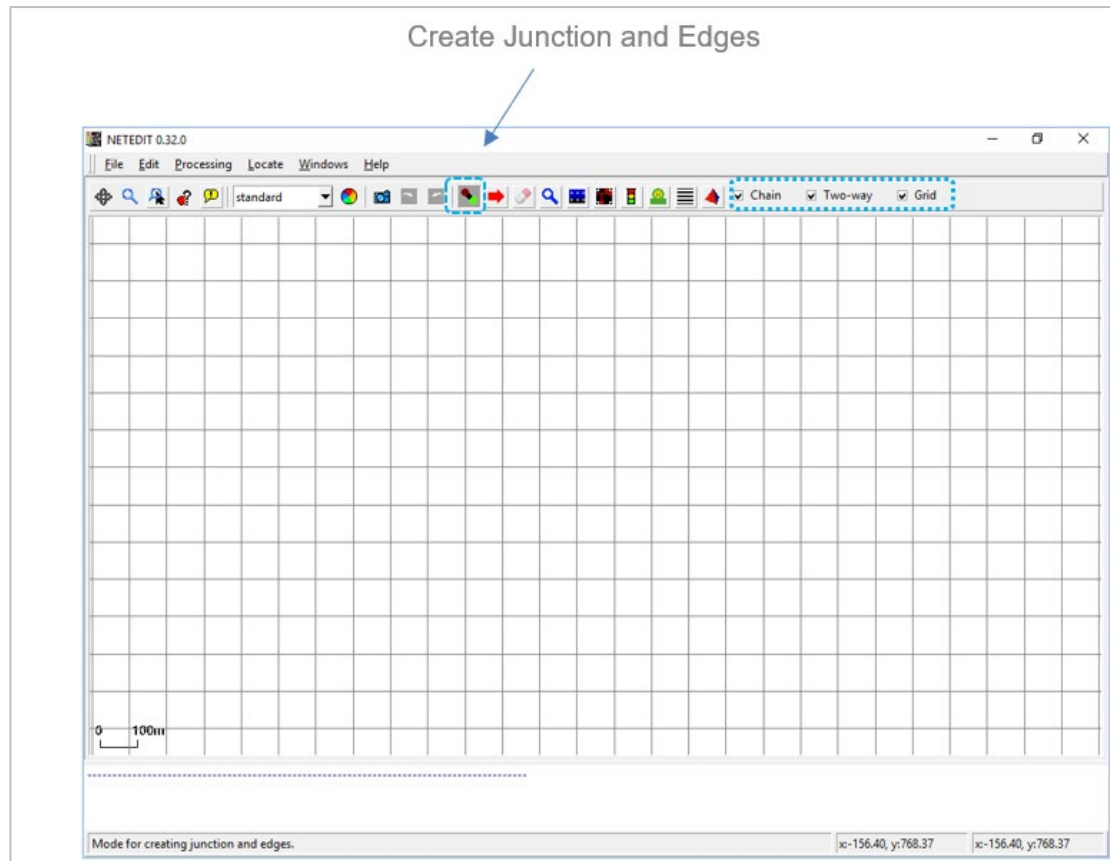 Create Junction and Edges
NETEDIT 0.32.0
File Edit Processing Locate Windows Help
standard Chain Two-way Grid
0 100m
Mode for creating junction and edges. x:-156.40, y:768.37 x:-156.40, y:768.37